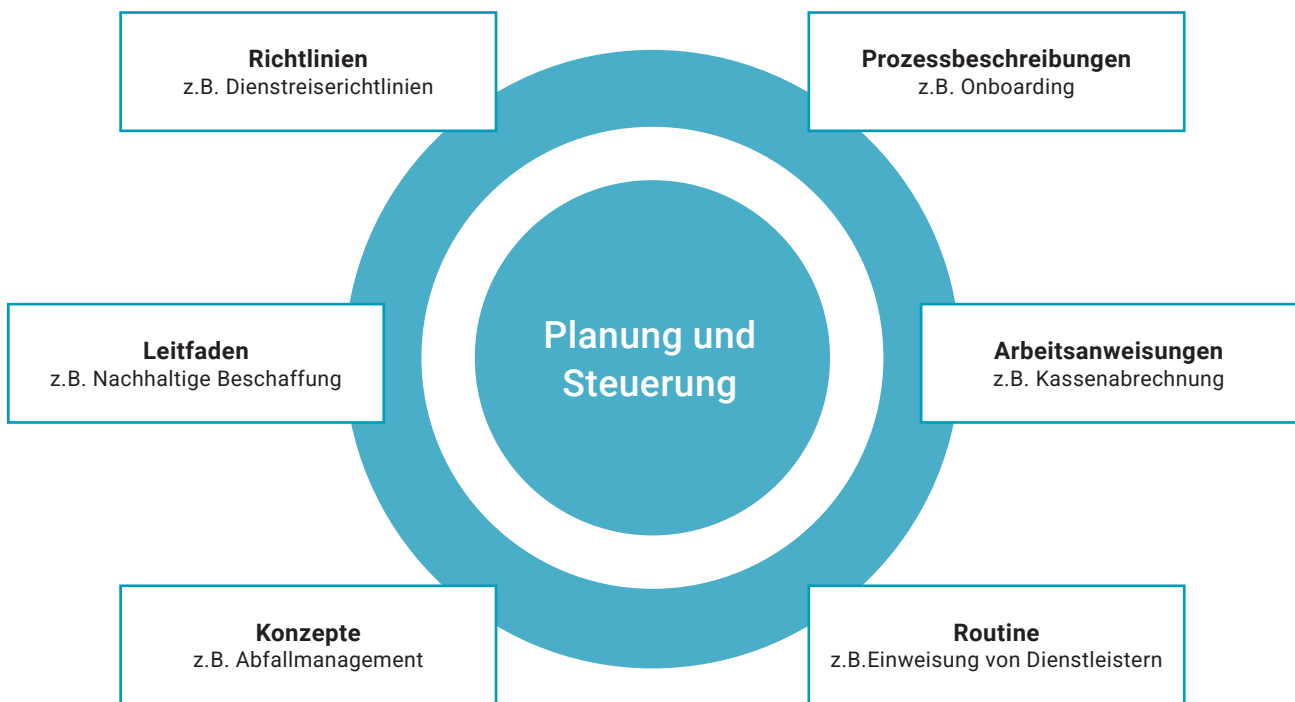 Richtlinien
z.B. Dienstreiserichtlinien
Prozessbeschreibungen
z.B. Onboarding
Leitfaden
z.B. Nachhaltige Beschaffung
Planung und
Steuerung
Arbeitsanweisungen
z.B. Kassenabrechnung
Konzepte
z.B. Abfallmanagement
Routine
z.B.Einweisung von Dienstleistern